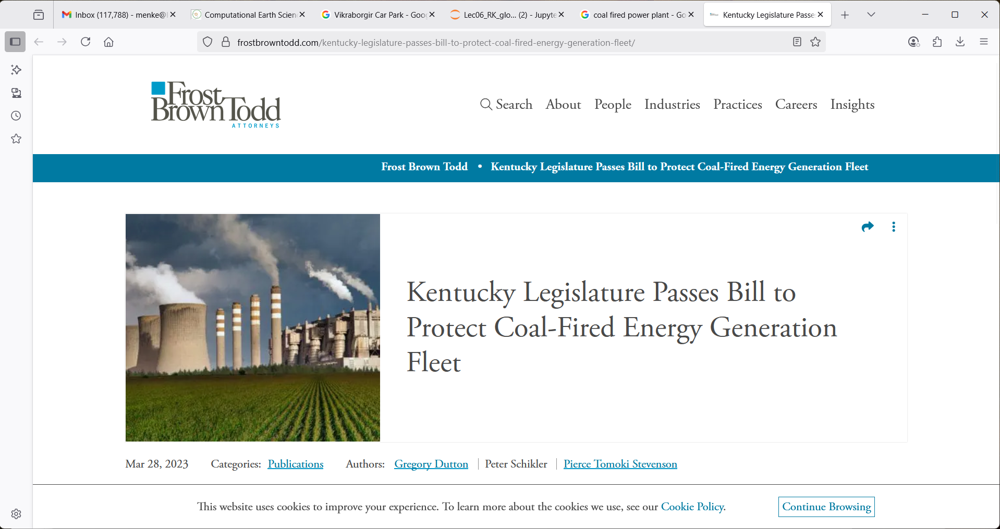 Inbox (117,788) - menke@
Computational Earth Scien
Vikraborgir Car Park - Goo
Lec06_RK_glo... (2) - Jupyte
coal fired power plant - Go
Kentucky Legislature Passe
frostbrowntodd.com/kentucky-legislature-passes-bill-to-protect-coal-fired-energy-generation-fleet/
Frost
Brown Todd
ATTORNEYS
Search About People Industries Practices Careers Insights
Frost Brown Todd • Kentucky Legislature Passes Bill to Protect Coal-Fired Energy Generation Fleet
Kentucky Legislature Passes Bill to
Protect Coal-Fired Energy Generation
Fleet
Mar 28, 2023 Categories: Publications Authors: Gregory Dutton | Peter Schikler | Pierce Tomoki Stevenson
This website uses cookies to improve your experience. To learn more about the cookies we use, see our Cookie Policy.
Continue Browsing